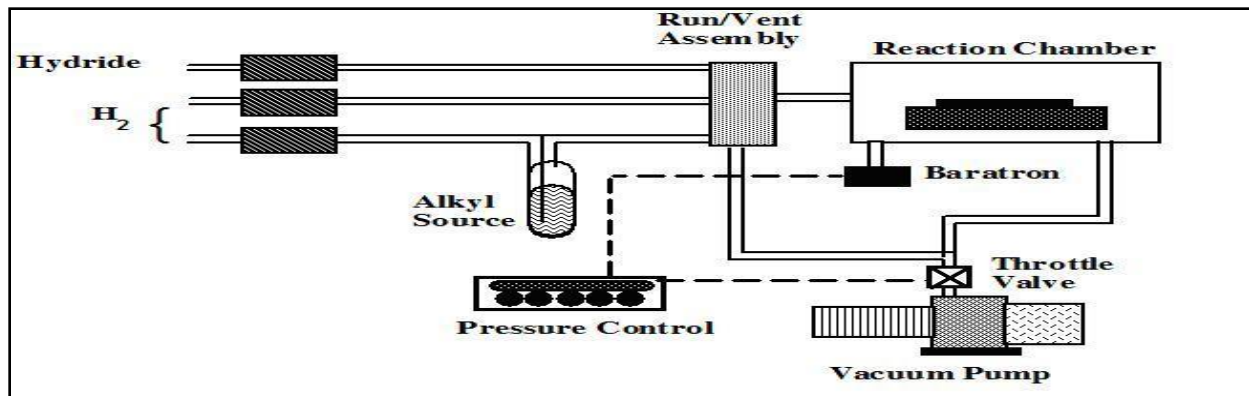 Run/Vent
Assembly
Reaction Chamber
Hydride
H2
{
Alkyl
Source
Baratron
Throttle
Valve
Pressure Control
Vacuum Pump